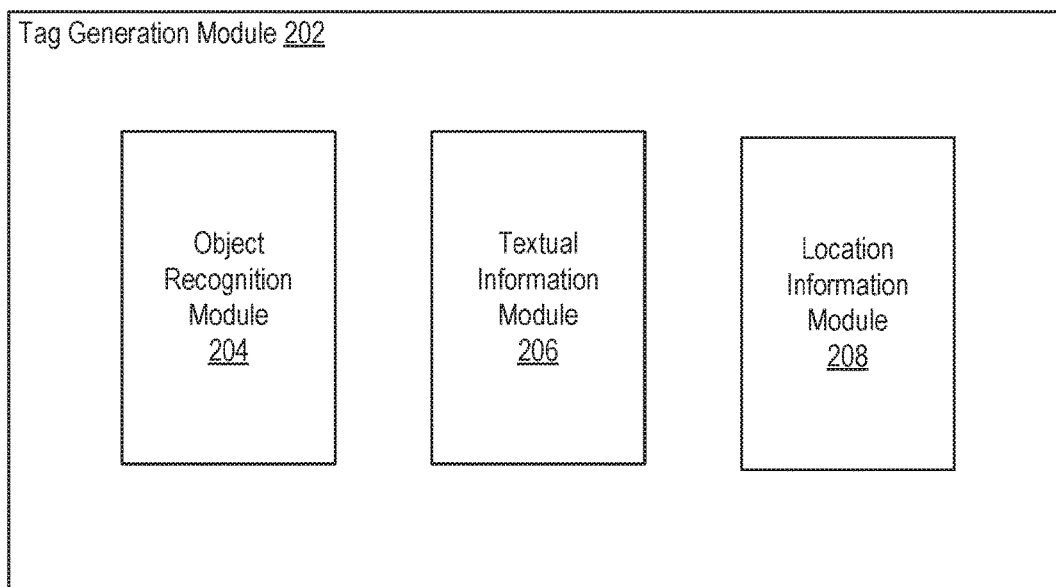 Tag Generation Module 202
Object
Recognition
Module
204
Textual
Information
Module
206
Location
Information
Module
208